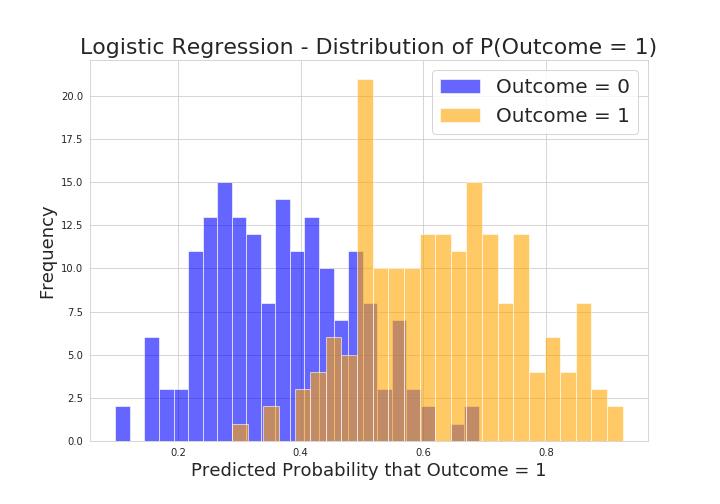 Logistic Regression - Distribution of P(Outcome = 1)
Outcome = 0
Outcome = 1
Frequency
20.0
17.5
15.0
12.5
10.0
7.5
5.0
2.5
0.0
0.2
0.4
0.6
0.8
Predicted Probability that Outcome = 1